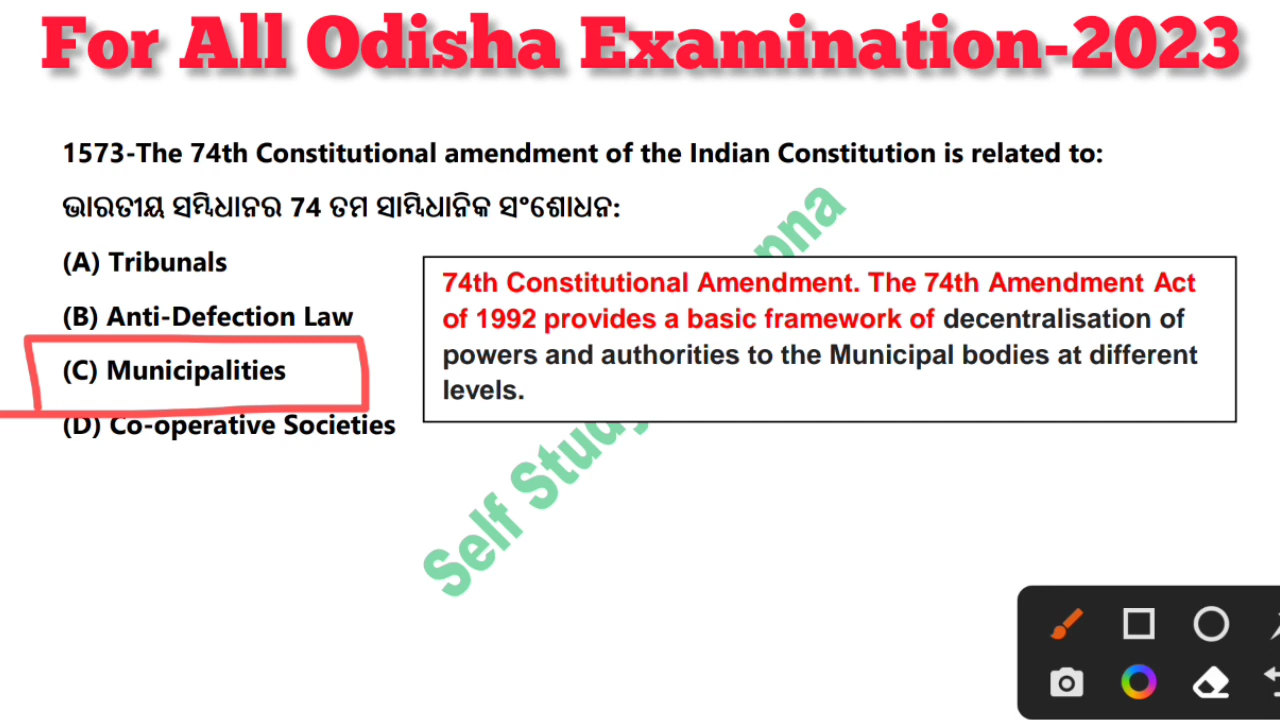 For All Odisha Examination-2023
1573-The 74th Constitutional amendment of the Indian Constitution is related to:
ଭାରତୀୟ ସମ୍ବିଧାନର 74 ତମ ସାମ୍ବିଧାନିକ ସଂଶୋଧନ:
(A) Tribunals
(B) Anti-Defection Law
(C) Municipalities
(D) Co-operative Societies
74th Constitutional Amendment. The 74th Amendment Act
of 1992 provides a basic framework of decentralisation of
powers and authorities to the Municipal bodies at different
levels.
Self Study